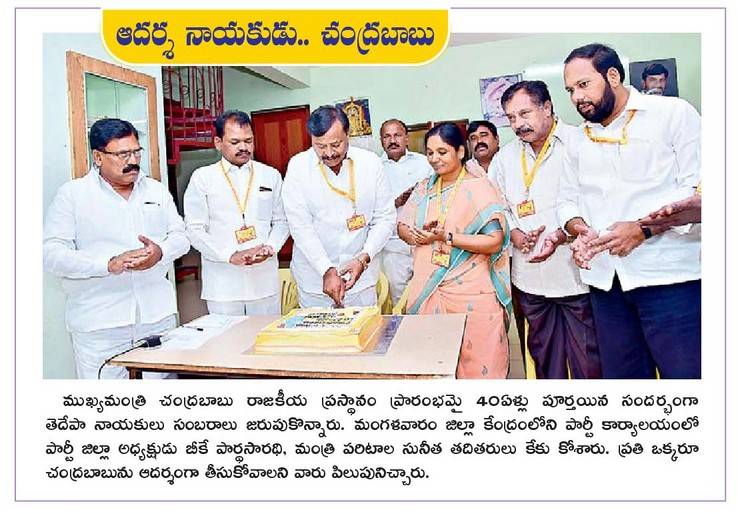 ఆదర్శ నాయకుడు.. చంద్రబాబు
ముఖ్యమంత్రి చంద్రబాబు రాజకీయ ప్రస్థానం ప్రారంభమై 40ఏళ్లు పూర్తయిన సందర్భంగా
తెదేపా నాయకులు సంబరాలు జరుపుకొన్నారు. మంగళవారం జిల్లా కేంద్రంలోని పార్టీ కార్యాలయంలో
పార్టీ జిల్లా అధ్యక్షుడు బీకే పార్థసారథి, మంత్రి పరిటాల సునీత తదితరులు కేకు కోశారు. ప్రతి ఒక్కరూ
చంద్రబాబును ఆదర్శంగా తీసుకోవాలని వారు పిలుపునిచ్చారు.